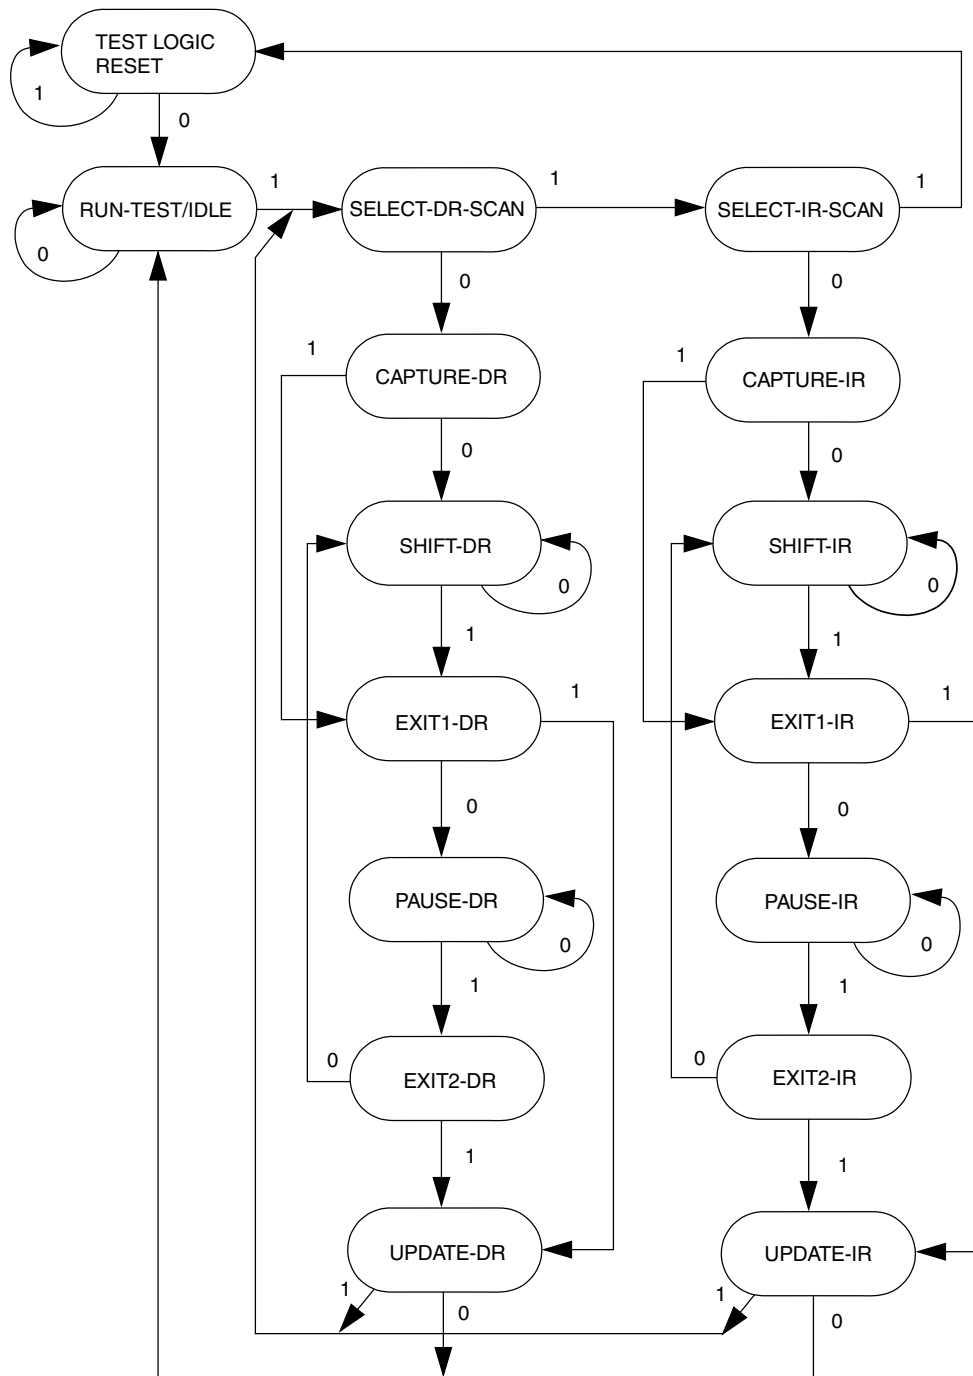 TEST LOGIC
RESET
1
0
RUN-TEST/IDLE
1
SELECT-DR-SCAN
1
SELECT-IR-SCAN
1
0
0
0
1
CAPTURE-DR
1
CAPTURE-IR
0
0
SHIFT-DR
0
SHIFT-IR
0
1
1
EXIT1-DR
1
EXIT1-IR
1
0
0
PAUSE-DR
0
PAUSE-IR
0
1
1
0
EXIT2-DR
0
EXIT2-IR
1
1
UPDATE-DR
UPDATE-IR
1
0
1
0